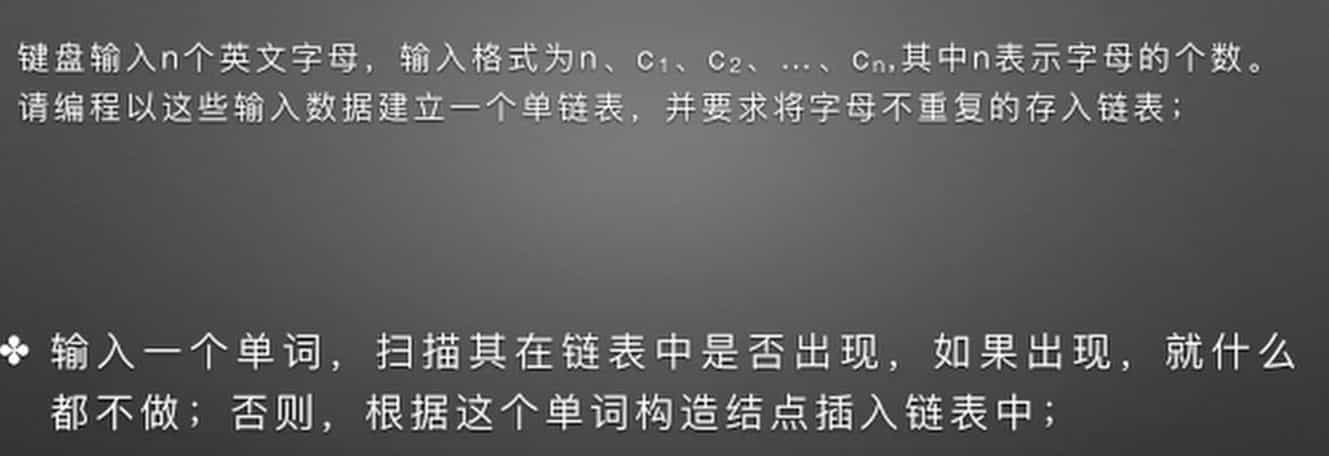 键盘输入n个英文字母，输入格式为n、c₁、c₂、…、cₙ,其中n表示字母的个数。
请编程以这些输入数据建立一个单链表，并要求将字母不重复的存入链表；
❖ 输入一个单词，扫描其在链表中是否出现，如果出现，就什么
都不做；否则，根据这个单词构造结点插入链表中；